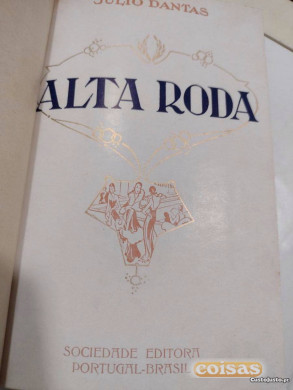 JULIO DANTAS
ALTA RODA
SOCIEDADE EDITORA
PORTUGAL-BRASIL
coisas